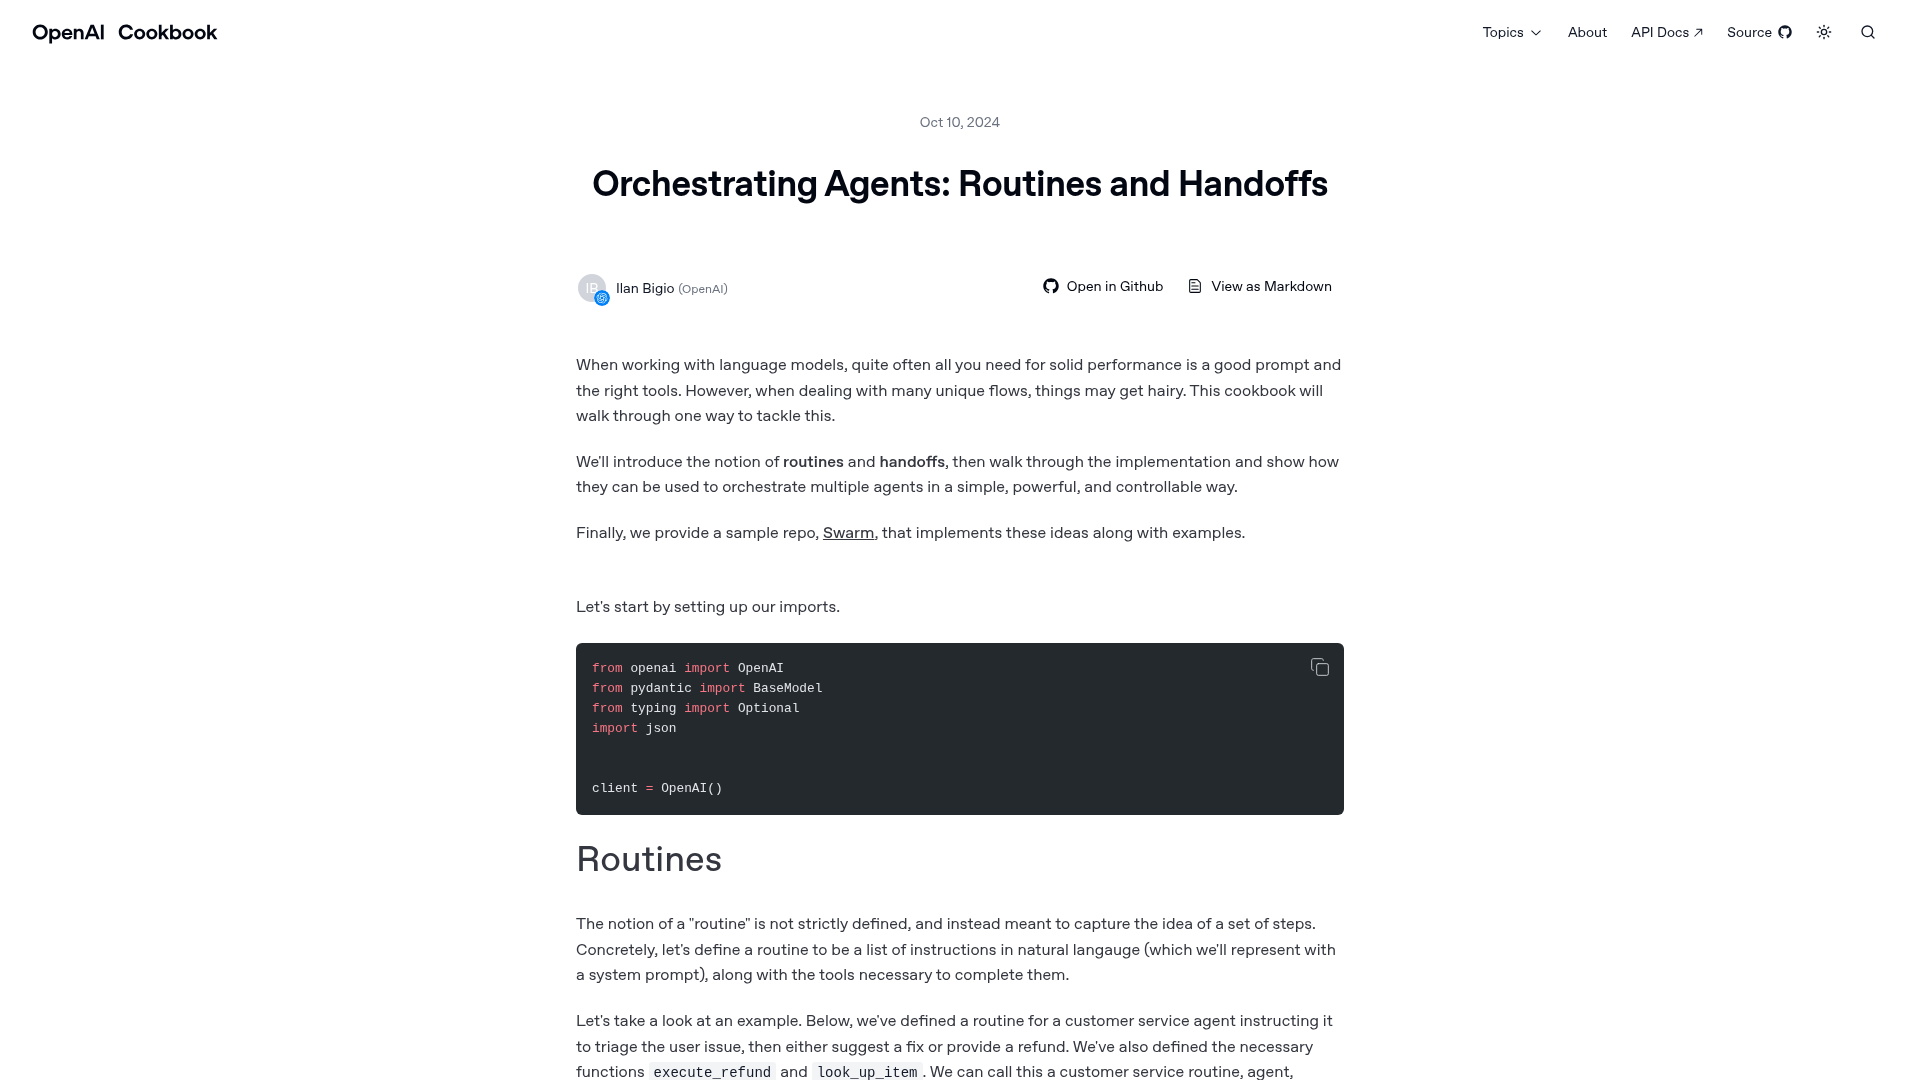 OpenAI Cookbook
Topics
About
API Docs ↗
Source
Oct 10, 2024
Orchestrating Agents: Routines and Handoffs
IB
Ilan Bigio (OpenAI)
Open in Github
View as Markdown
When working with language models, quite often all you need for solid performance is a good prompt and
the right tools. However, when dealing with many unique flows, things may get hairy. This cookbook will
walk through one way to tackle this.
We'll introduce the notion of routines and handoffs, then walk through the implementation and show how
they can be used to orchestrate multiple agents in a simple, powerful, and controllable way.
Finally, we provide a sample repo, Swarm, that implements these ideas along with examples.
Let's start by setting up our imports.
from openai import OpenAI
from pydantic import BaseModel
from typing import Optional
import json
client = OpenAI()
Routines
The notion of a "routine" is not strictly defined, and instead meant to capture the idea of a set of steps.
Concretely, let's define a routine to be a list of instructions in natural langauge (which we'll represent with
a system prompt), along with the tools necessary to complete them.
Let's take a look at an example. Below, we've defined a routine for a customer service agent instructing it
to triage the user issue, then either suggest a fix or provide a refund. We've also defined the necessary
functions execute_refund and look_up_item. We can call this a customer service routine, agent,